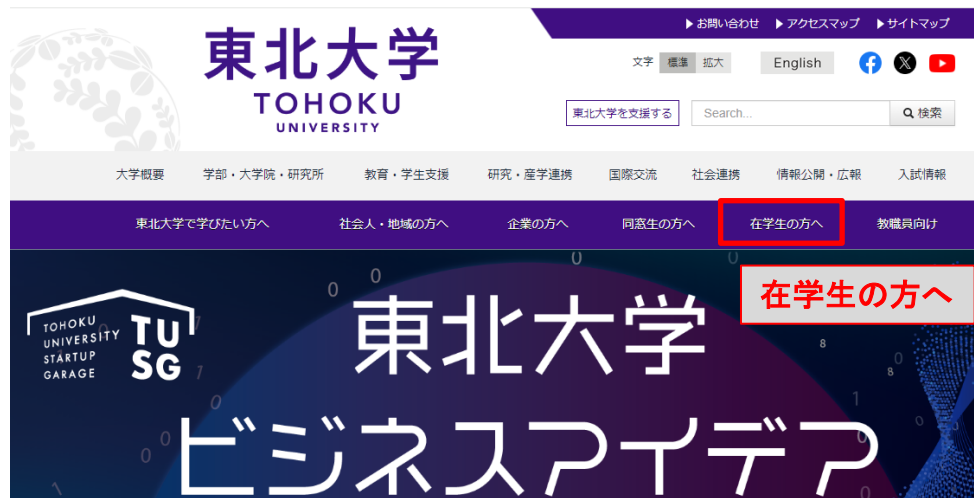 ▶お問い合わせ ▶アクセスマップ ▶サイトマップ
東北大学
TOHOKU
UNIVERSITY
文字 標準 拡大 English
東北大学を支援する Search... 検索
大学概要 学部・大学院・研究所 教育・学生支援 研究・産学連携 国際交流 社会連携 情報公開・広報 入試情報
東北大学で学びたい方へ 社会人・地域の方へ 企業の方へ 同窓生の方へ 在学生の方へ 教職員向け
在学生の方へ
TOHOKU
UNIVERSITY
STARTUP
GARAGE
TU
SG
東北大学
ビジネスアイデア